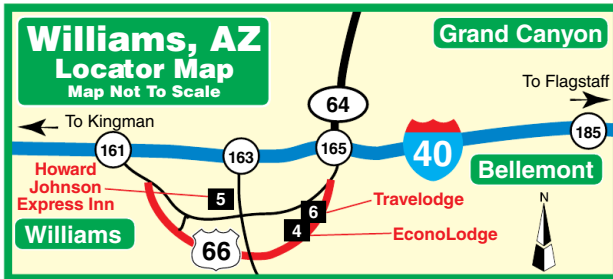 Williams, AZ
Locator Map
Map Not To Scale
Grand Canyon
To Flagstaff
64
To Kingman
161
163
165
40
185
Howard
Johnson
Express Inn
5
Bellemont
6
Travelodge
N
4
EconoLodge
Williams
66